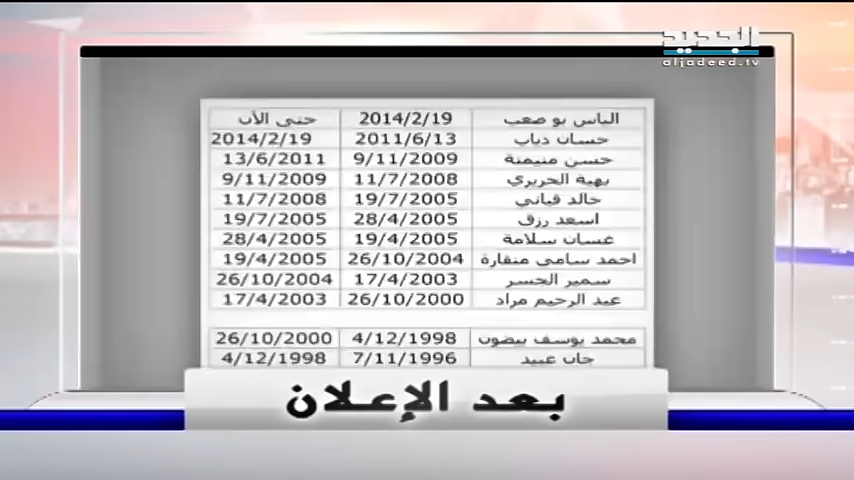 الجديد
aljadeed.tv
الياس بو صعب 2014/2/19 حتى الآن
حسان دياب 2011/6/13 2014/2/19
حسن منيمنة 9/11/2009 13/6/2011
بهية الحريري 11/7/2008 9/11/2009
خالد قباني 19/7/2005 11/7/2008
اسعد رزق 28/4/2005 19/7/2005
غسان سلامة 19/4/2005 28/4/2005
احمد سامي منقارة 26/10/2004 19/4/2005
سمير الجسر 17/4/2003 26/10/2004
عبد الرحيم مراد 26/10/2000 17/4/2003
محمد يوسف بيضون 4/12/1998 26/10/2000
جان عبيد 7/11/1996 4/12/1998
بعد الإعلان